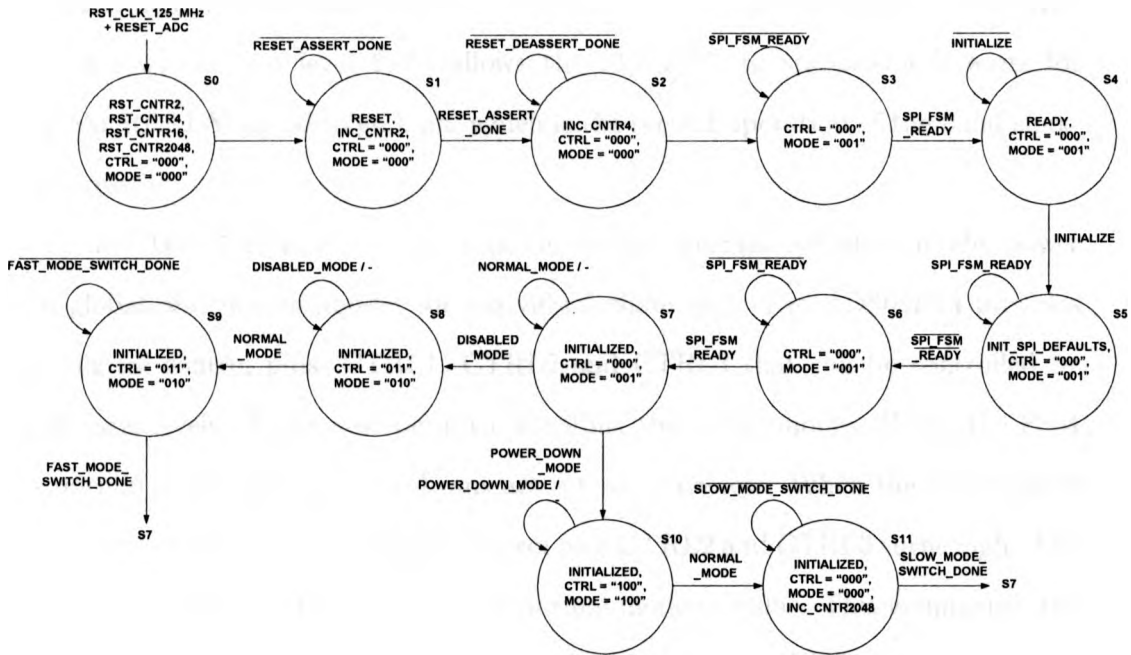 RST_CLK_125_MHz
+ RESET_ADC
S0
RST_CNTR2,
RST_CNTR4,
RST_CNTR16,
RST_CNTR2048,
CTRL = “000”,
MODE = “000”
RESET_ASSERT_DONE
S1
RESET,
INC_CNTR2,
CTRL = “000”,
MODE = “000”
RESET_ASSERT
_DONE
RESET_DEASSERT_DONE
S2
INC_CNTR4,
CTRL = “000”,
MODE = “000”
SPI_FSM_READY
S3
CTRL = “000”,
MODE = “001”
SPI_FSM
_READY
INITIALIZE
S4
READY,
CTRL = “000”,
MODE = “001”
INITIALIZE
FAST_MODE_SWITCH_DONE
S9
INITIALIZED,
CTRL = “011”,
MODE = “010”
NORMAL
_MODE
DISABLED_MODE / -
S8
INITIALIZED,
CTRL = “011”,
MODE = “010”
DISABLED
_MODE
NORMAL_MODE / -
S7
INITIALIZED,
CTRL = “000”
MODE = “001”
SPI_FSM
_READY
SPI_FSM_READY
S6
CTRL = “000”,
MODE = “001”
SPI_FSM
_READY
SPI_FSM_READY
S5
INIT_SPI_DEFAULTS,
CTRL = “000”,
MODE = “001”
FAST_MODE_
SWITCH_DONE
S7
POWER_DOWN
_MODE
POWER_DOWN_MODE /
-
S10
INITIALIZED,
CTRL = “100”,
MODE = “100”
NORMAL
_MODE
SLOW_MODE_SWITCH_DONE
S11
INITIALIZED,
CTRL = “000”,
MODE = “000”,
INC_CNTR2048
SLOW_MODE_
SWITCH_DONE
S7